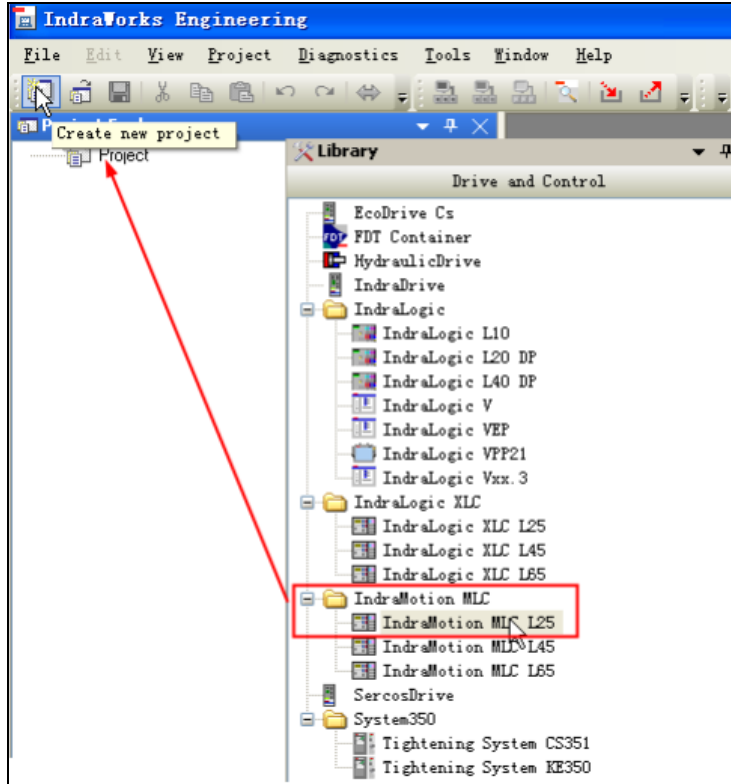 IndraWorks Engineering
File Edit View Project Diagnostics Tools Window Help
Create new project
Project
Library
Drive and Control
EcoDrive Cs
FDT Container
HydraulicDrive
IndraDrive
IndraLogic
IndraLogic L10
IndraLogic L20 DP
IndraLogic L40 DP
IndraLogic V
IndraLogic VEP
IndraLogic VPP21
IndraLogic Vxx.3
IndraLogic XLC
IndraLogic XLC L25
IndraLogic XLC L45
IndraLogic XLC L65
IndraMotion MLC
IndraMotion MLC L25
IndraMotion MLC L45
IndraMotion MLC L65
SercosDrive
System350
Tightening System CS351
Tightening System KE350